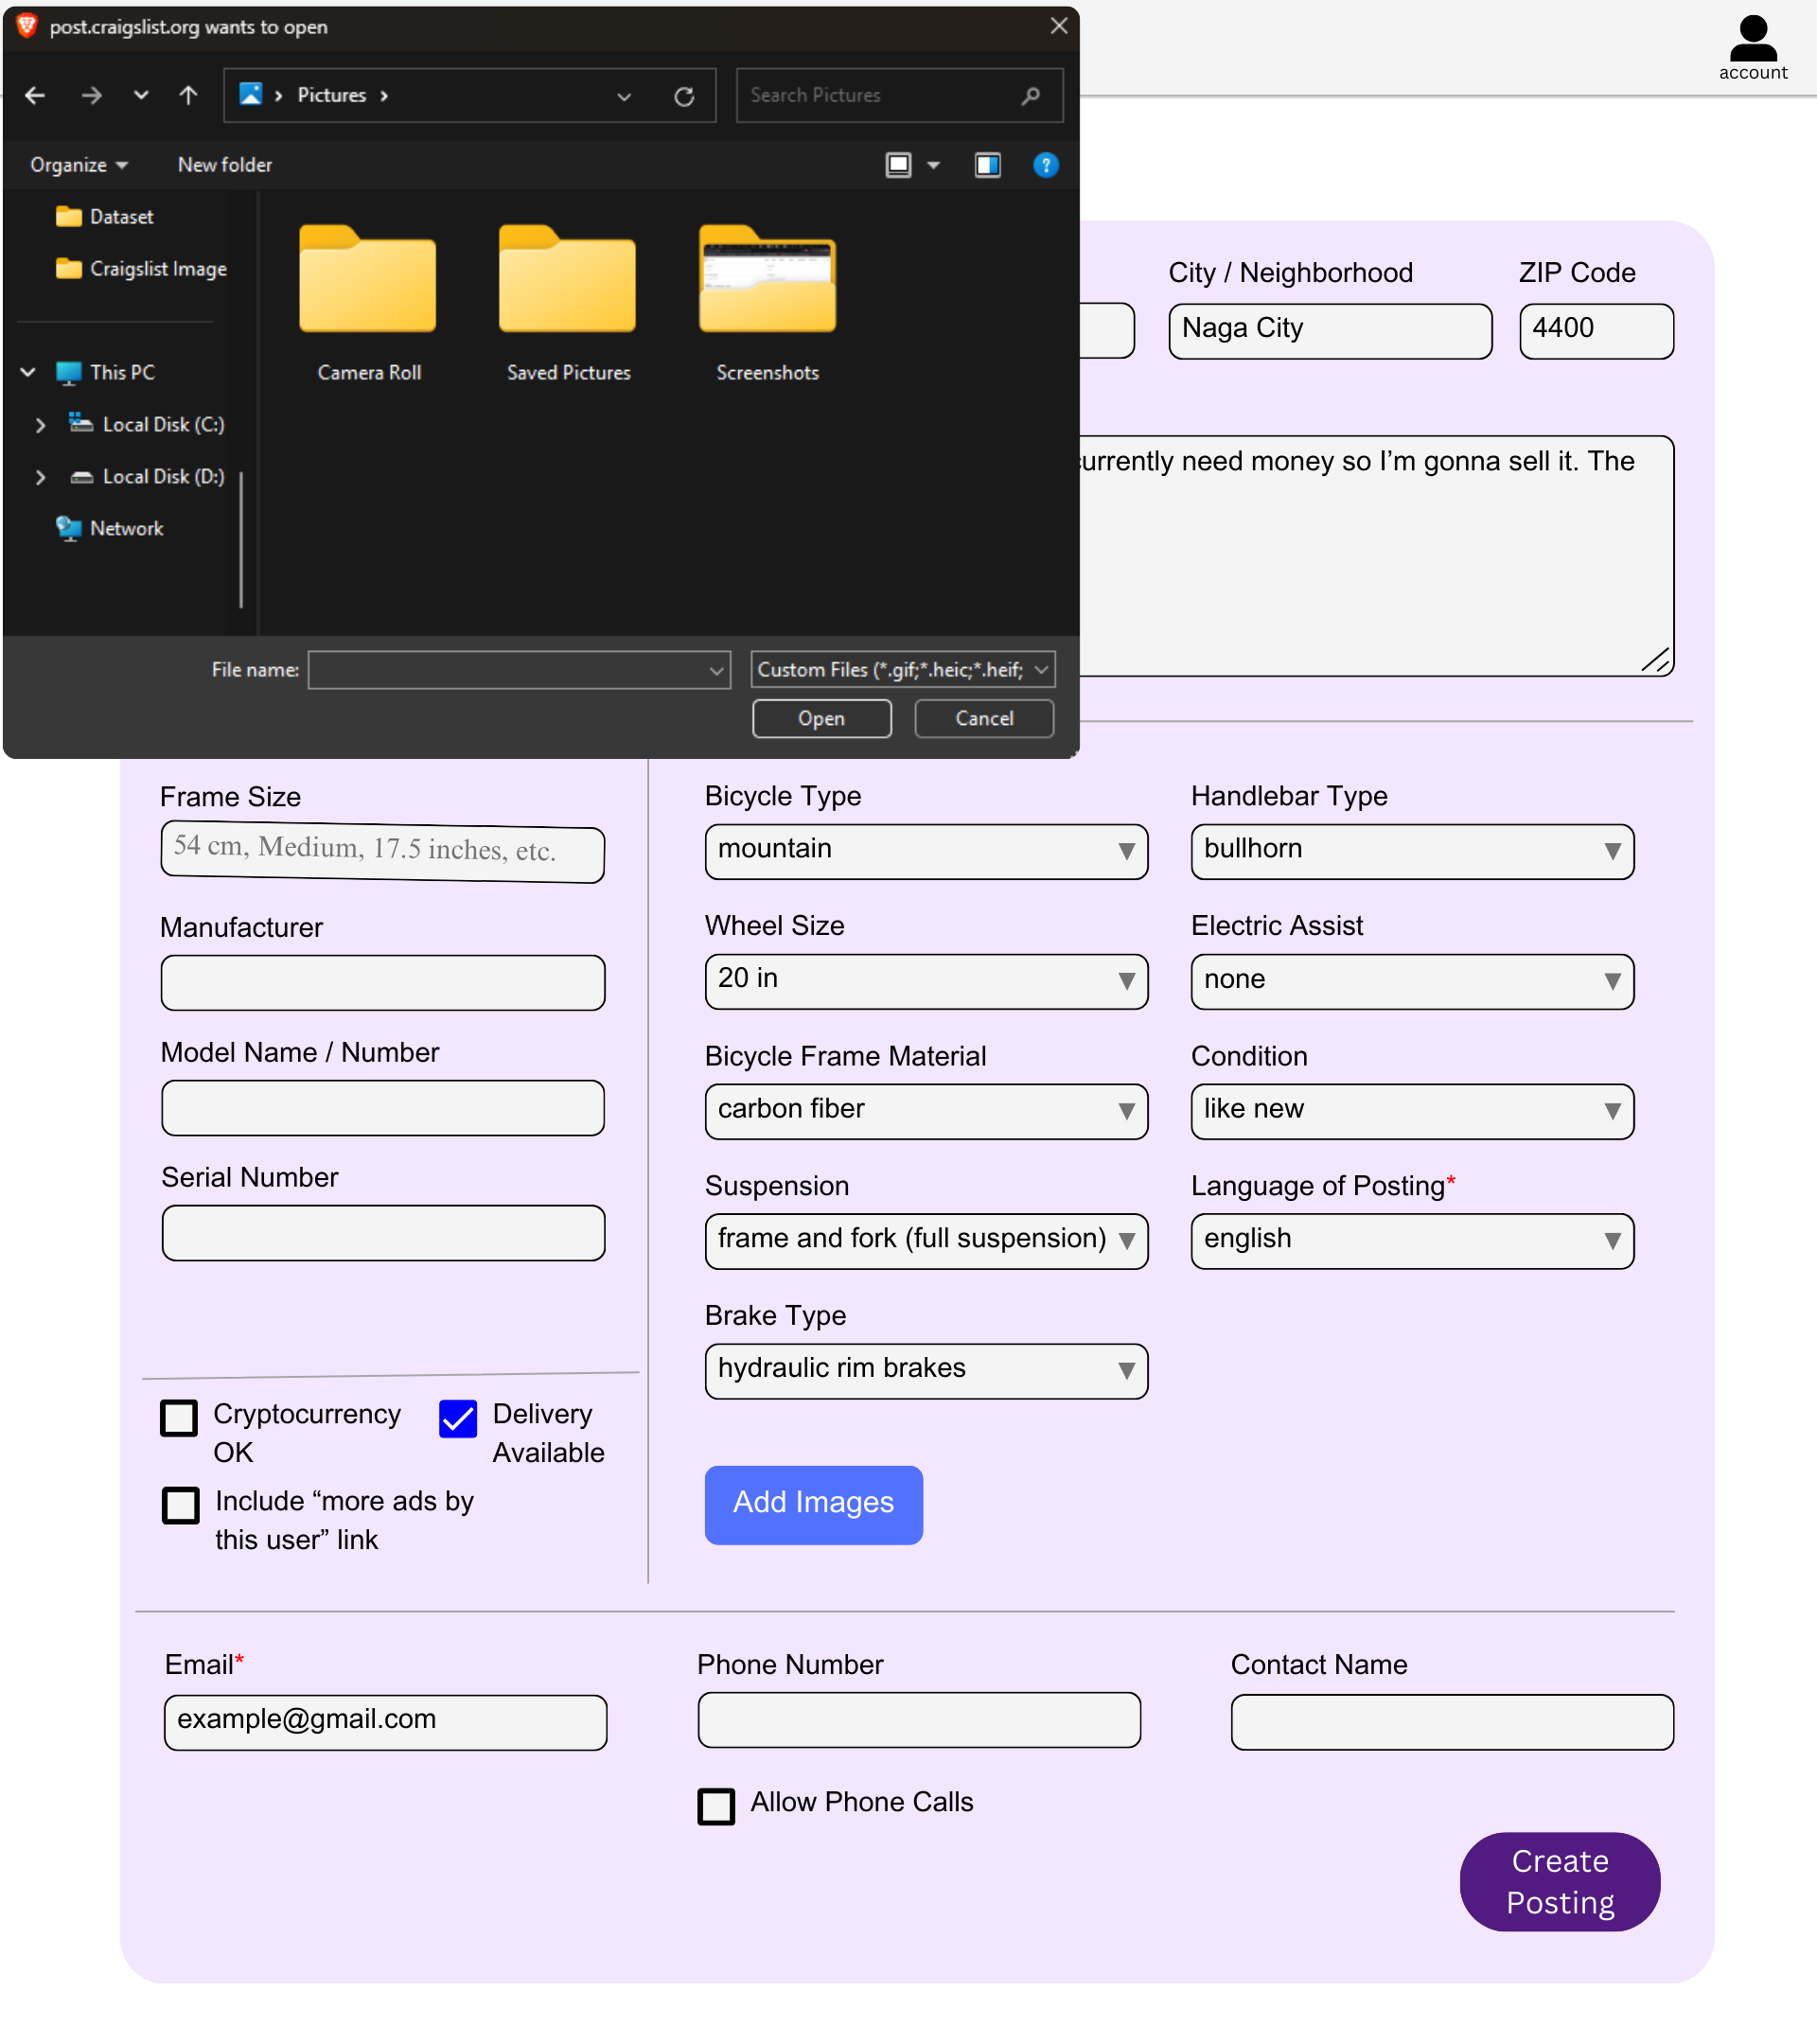 post.craigslist.org wants to open
account
Pictures
Search Pictures
Organize
New folder
Dataset
Craigslist Image
This PC
Local Disk (C:)
Local Disk (D:)
Network
Camera Roll
Saved Pictures
Screenshots
File name:
Custom Files (*.gif;*.heic;*.heif;
Open
Cancel
City / Neighborhood
ZIP Code
Naga City
4400
currently need money so I’m gonna sell it. The
Frame Size
54 cm, Medium, 17.5 inches, etc.
Manufacturer
Model Name / Number
Serial Number
Bicycle Type
Handlebar Type
mountain
bullhorn
Wheel Size
Electric Assist
20 in
none
Bicycle Frame Material
Condition
carbon fiber
like new
Suspension
Language of Posting*
frame and fork (full suspension)
english
Brake Type
hydraulic rim brakes
Cryptocurrency
OK
Delivery
Available
Include “more ads by
this user” link
Add Images
Email*
Phone Number
Contact Name
example@gmail.com
Allow Phone Calls
Create
Posting